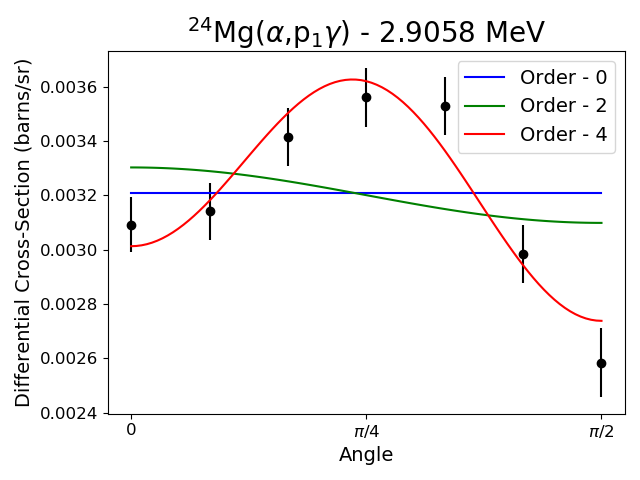 ²⁴Mg(α,p₁γ) - 2.9058 MeV
Differential Cross-Section (barns/sr)
0.0036
0.0034
0.0032
0.0030
0.0028
0.0026
0.0024
Order - 0
Order - 2
Order - 4
0 π/4 π/2
Angle